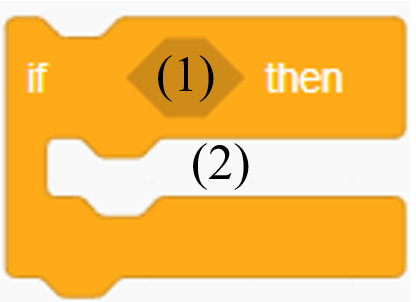 if (1) then
(2)